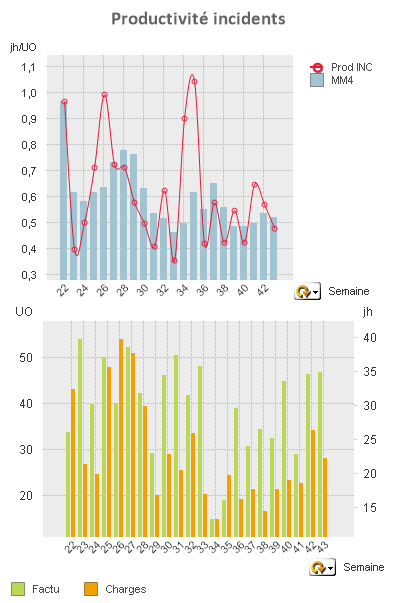 Productivité incidents
jh/UO
Prod INC
MM4
1,1
1,0
0,9
0,8
0,7
0,6
0,5
0,4
0,3
22 24 26 28 30 32 34 36 38 40 42
Semaine
UO jh
50
40
30
20
40
35
30
25
20
15
22 23 24 25 26 27 28 29 30 31 32 33 34 35 36 37 38 39 40 41 42 43
Semaine
Factu Charges